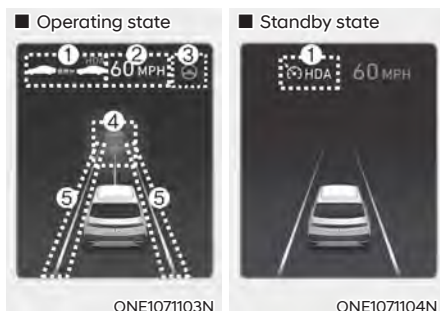 ■ Operating state
① ② ③
HDA
60 MPH
④
⑤ ⑤
ONE1071103N
■ Standby state
①
HDA 60 MPH
ONE1071104N